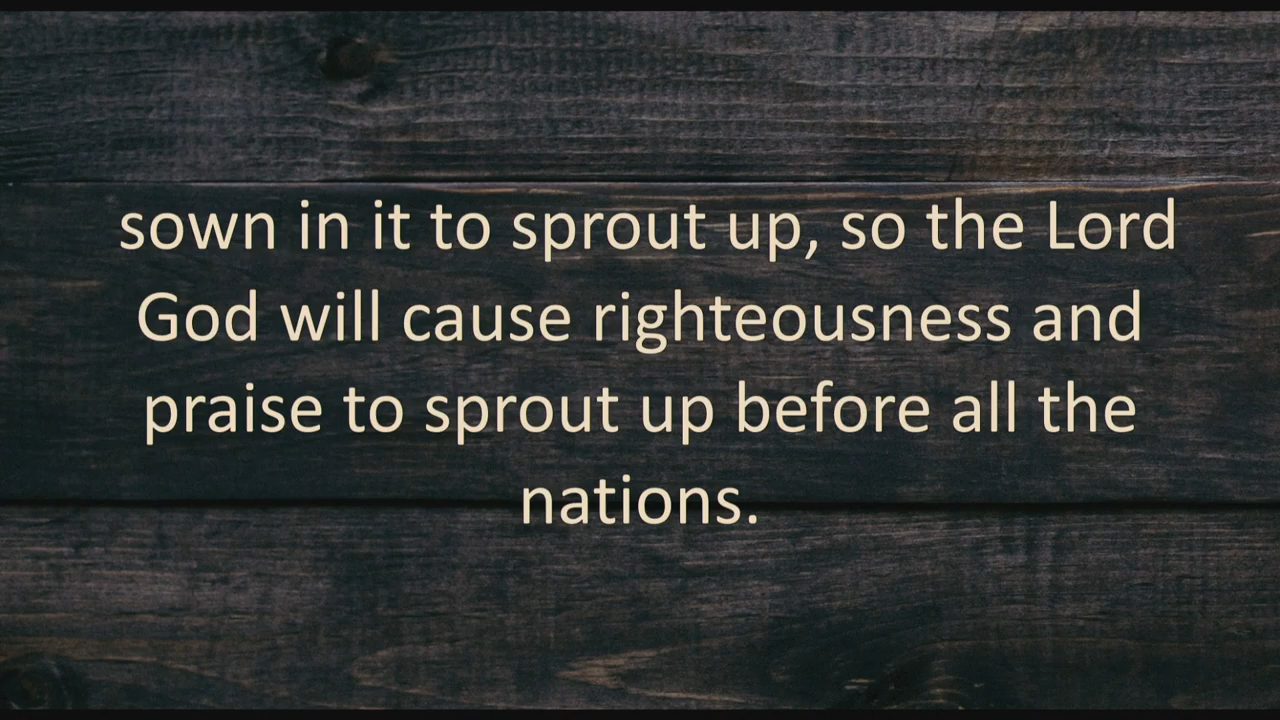 sown in it to sprout up, so the Lord
God will cause righteousness and
praise to sprout up before all the
nations.